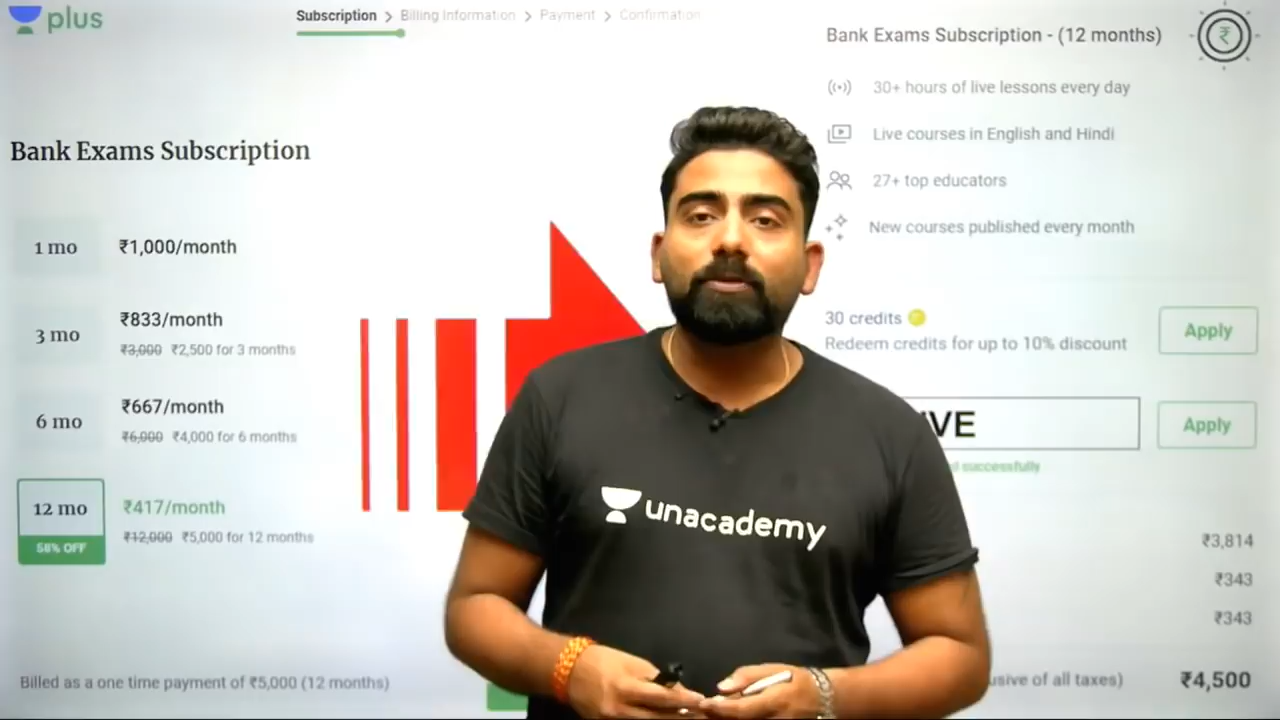 plus
Subscription > Billing Information > Payment > Confirmation
Bank Exams Subscription - (12 months)
₹
30+ hours of live lessons every day
Live courses in English and Hindi
27+ top educators
New courses published every month
Bank Exams Subscription
1 mo ₹1,000/month
3 mo ₹833/month
₹3,000 ₹2,500 for 3 months
6 mo ₹667/month
₹6,000 ₹4,000 for 6 months
12 mo ₹417/month
58% OFF ₹12,000 ₹5,000 for 12 months
Billed as a one time payment of ₹5,000 (12 months)
30 credits
Redeem credits for up to 10% discount
Apply
Apply
successfully
₹3,814
₹343
₹343
of all taxes) ₹4,500
unacademy